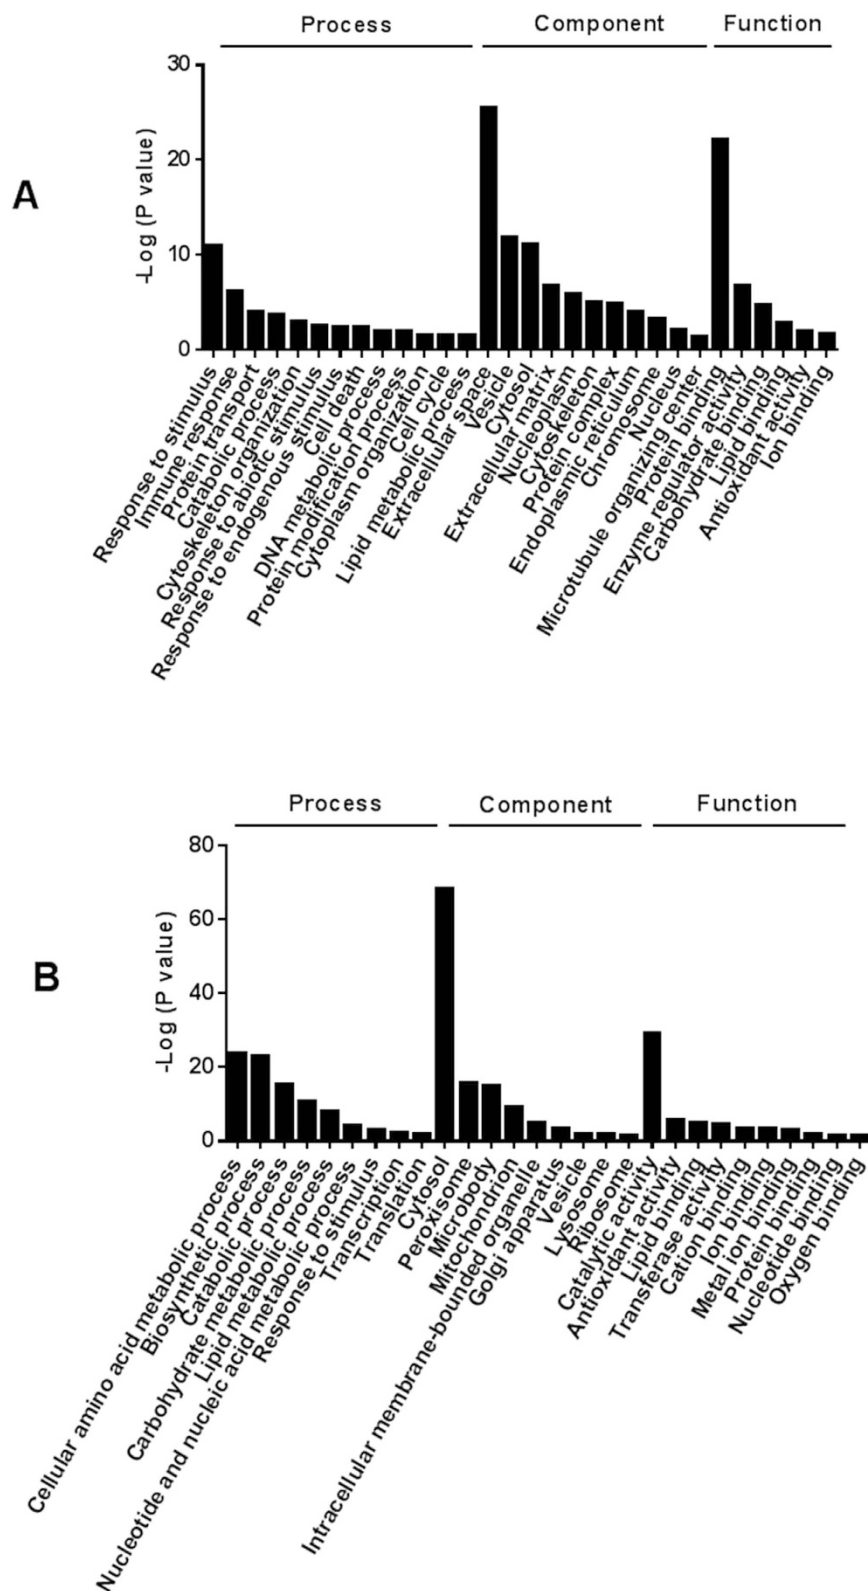 Process Component Function
A
-Log (P value)
30
20
10
0
Response to stimulus
Immune response
Protein transport
Catabolic process
Cytoskeleton organization
Response to abiotic stimulus
Response to endogenous stimulus
Cell death
DNA metabolic process
Protein modification process
Cytoplasm organization
Cell cycle
Lipid metabolic process
Extracellular space
Vesicle
Cytosol
Extracellular matrix
Nucleoplasm
Cytoskeleton
Protein complex
Endoplasmic reticulum
Chromosome
Nucleus
Microtubule organizing center
Protein binding
Enzyme regulator activity
Carbohydrate binding
Lipid binding
Antioxidant activity
Ion binding
Process Component Function
B
-Log (P value)
80
60
40
20
0
Cellular amino acid metabolic process
Biosynthetic process
Catabolic process
Carbohydrate metabolic process
Lipid metabolic process
Nucleotide and nucleic acid metabolic process
Response to stimulus
Transcription
Translation
Cytosol
Peroxisome
Microbody
Mitochondrion
Intracellular membrane-bounded organelle
Golgi apparatus
Vesicle
Lysosome
Ribosome
Catalytic activity
Antioxidant activity
Lipid binding
Transferase activity
Cation binding
Ion binding
Metal ion binding
Protein binding
Nucleotide binding
Oxygen binding